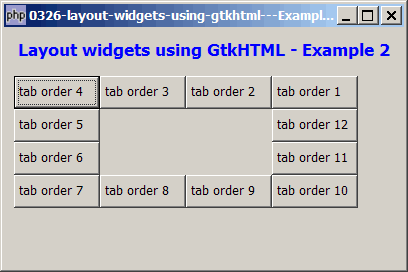 php 0326-layout-widgets-using-gtkhtml---Exampl...
Layout widgets using GtkHTML - Example 2
tab order 4 tab order 3 tab order 2 tab order 1
tab order 5 tab order 12
tab order 6 tab order 11
tab order 7 tab order 8 tab order 9 tab order 10